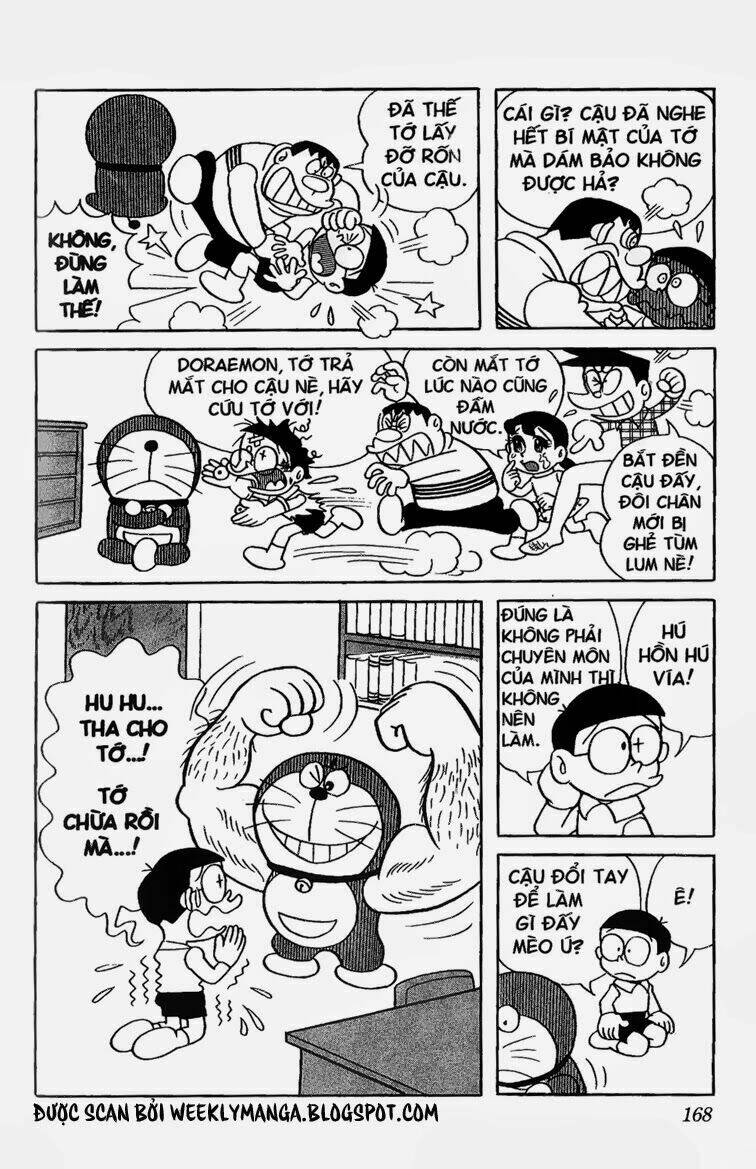 ĐÃ THẾ
TỚ LẤY
ĐỠ RỐN
CỦA CẬU.
KHÔNG,
ĐỪNG
LÀM
THẾ!
CÁI GÌ? CẬU ĐÃ NGHE
HẾT BÍ MẬT CỦA TỚ
MÀ DÁM BẢO KHÔNG
ĐƯỢC HẢ?
DORAEMON, TỚ TRẢ
MẮT CHO CẬU NÈ, HÃY
CỨU TỚ VỚI!
CÒN MẮT TỚ
LÚC NÀO CŨNG
ĐẦM
NƯỚC.
BẮT ĐỀN
CẬU ĐẤY,
ĐÔI CHÂN
MỚI BỊ
GHẺ TÙM
LUM NÈ!
HU HU...
THA CHO
TỚ...!
TỚ
CHỪA RỒI
MÀ...!
ĐÚNG LÀ
KHÔNG PHẢI
CHUYÊN MÔN
CỦA MÌNH THÌ
KHÔNG
NÊN
LÀM.
HÚ
HỒN HÚ
VÍA!
CẬU ĐỔI TAY
ĐỂ LÀM
GÌ ĐẤY
MÈO Ú?
Ê!
ĐƯỢC SCAN BỞI WEEKLYMANGA.BLOGSPOT.COM
168